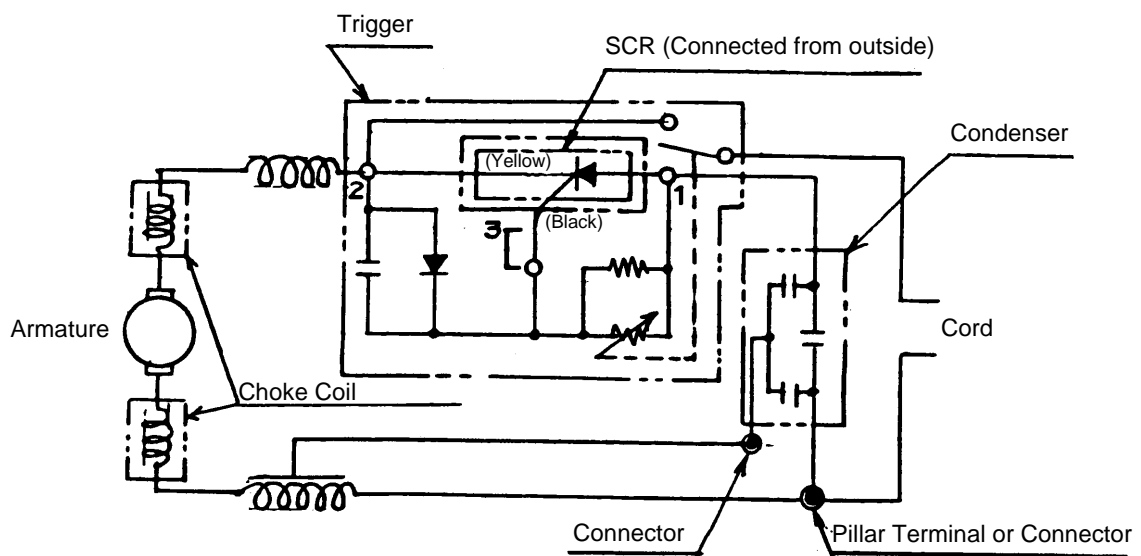 Trigger
SCR (Connected from outside)
Condenser
(Yellow)
2
1
3
(Black)
Armature
Cord
Choke Coil
Connector
Pillar Terminal or Connector